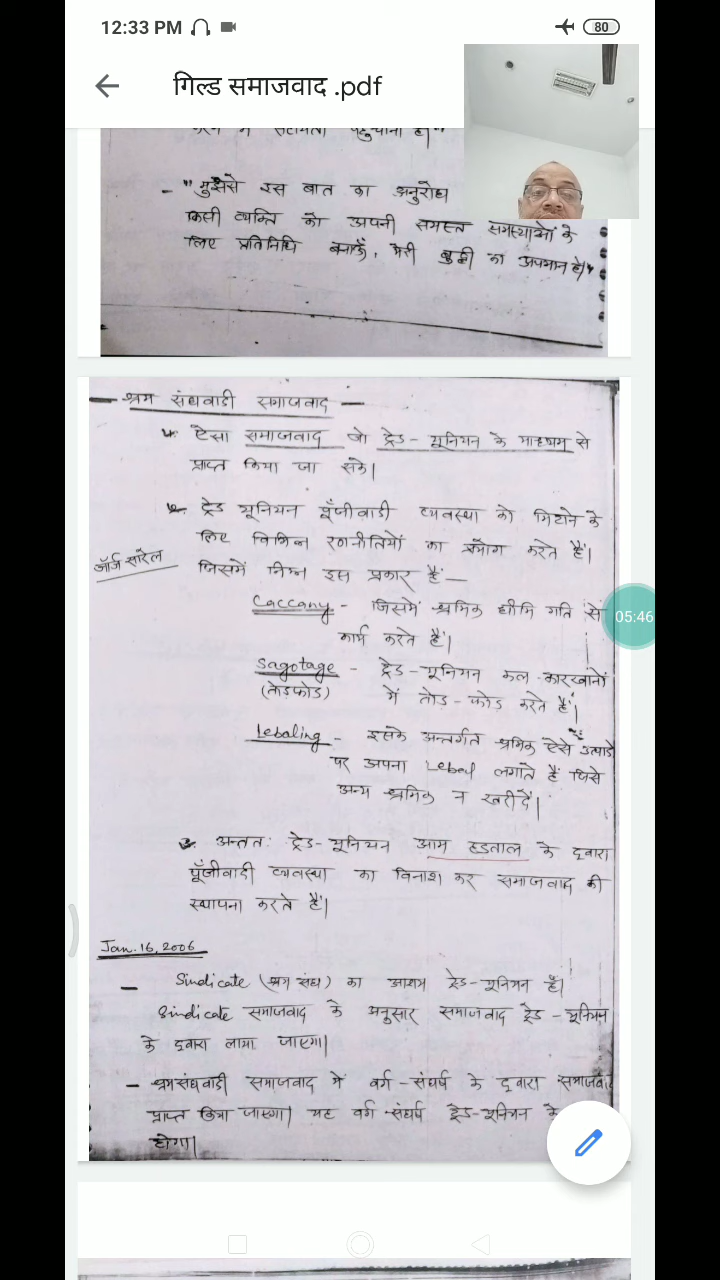 12:33 PM
80
गिल्ड समाजवाद .pdf
- "मुझसे इस बात का अनुरोध
किसी व्यक्ति को अपनी समस्त समस्याओं के
लिए प्रतिनिधि बनाऊँ, मेरी बुद्धी का अपमान है।"
— श्रम संघवादी समाजवाद —
ऐसा समाजवाद जो ट्रेड-यूनियन के माध्यम से
प्राप्त किया जा सके।
ट्रेड यूनियन पूँजीवादी व्यवस्था को मिटाने के
लिए विभिन्न रणनीतियों का प्रयोग करते हैं।
जॉर्ज सोरेल
जिसमें निम्न इस प्रकार हैं—
Caccany - जिसमें श्रमिक धीमि गति से
कार्य करते हैं।
05:46
Sagotage - ट्रेड-यूनियन कल-कारखानों
(तोडफोड) में तोड-फोड़ करते हैं।
Lebaling - इसके अन्तर्गत श्रमिक ऐसे
पर अपना Lebal लगाते हैं जिसे
अन्य श्रमिक न खरीदें।
3. अन्ततः ट्रेड-यूनियन आम हडताल के द्वारा
पूँजीवादी व्यवस्था का विनाश कर समाजवाद की
स्थापना करते हैं।
Jan. 16, 2006
- Sindicate (श्रम संघ) का आशय ट्रेड-यूनियन है।
Sindicate समाजवाद के अनुसार समाजवाद ट्रेड-यूनियन
के द्वारा लाया जाएगा।
- श्रमसंघवादी समाजवाद में वर्ग-संघर्ष के द्वारा समाजवाद
प्राप्त किया जाएगा। यह वर्ग-संघर्ष ट्रेड-यूनियन के
होगा।